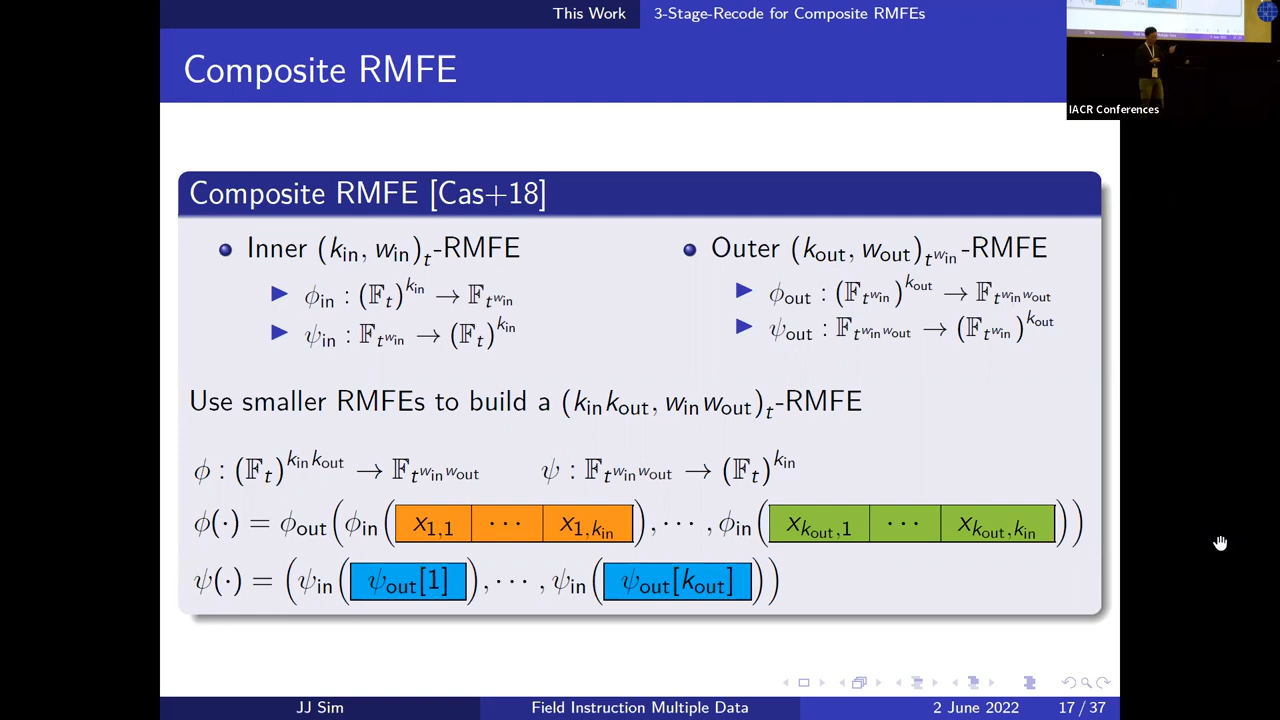 This Work 3-Stage-Recode for Composite RMFEs
Composite RMFE
IACR Conferences
Composite RMFE [Cas+18]
Inner (k_in, w_in)_t-RMFE
ϕ_in : (𝔽_t)^{k_in} → 𝔽_{t^{w_in}}
ψ_in : 𝔽_{t^{w_in}} → (𝔽_t)^{k_in}
Outer (k_out, w_out)_{t^{w_in}}-RMFE
ϕ_out : (𝔽_{t^{w_in}})^{k_out} → 𝔽_{t^{w_in w_out}}
ψ_out : 𝔽_{t^{w_in w_out}} → (𝔽_{t^{w_in}})^{k_out}
Use smaller RMFEs to build a (k_in k_out, w_in w_out)_t-RMFE
ϕ : (𝔽_t)^{k_in k_out} → 𝔽_{t^{w_in w_out}} ψ : 𝔽_{t^{w_in w_out}} → (𝔽_t)^{k_in}
ϕ(·) = ϕ_out(ϕ_in(x_{1,1} ⋯ x_{1,k_in}), ⋯ , ϕ_in(x_{k_out,1} ⋯ x_{k_out,k_in}))
ψ(·) = (ψ_in(ψ_out[1]), ⋯ , ψ_in(ψ_out[k_out]))
JJ Sim Field Instruction Multiple Data 2 June 2022 17 / 37